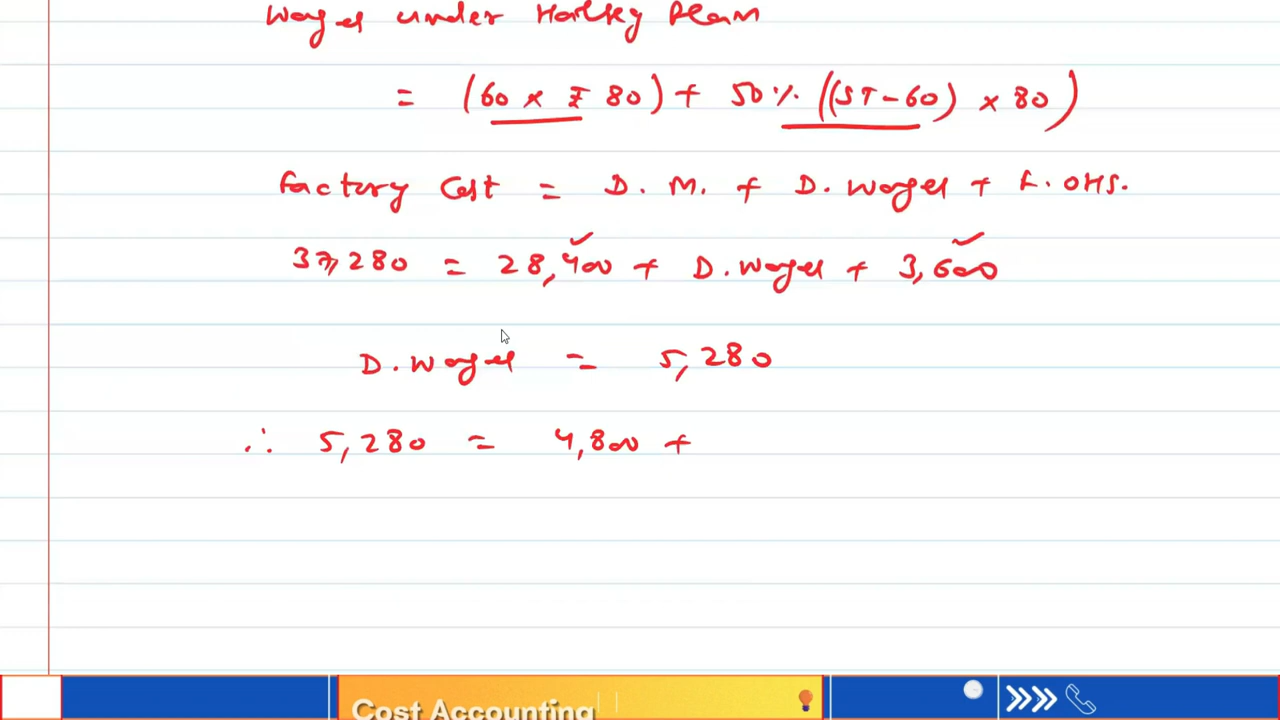 Wages under Halsey Plan
= (60 × ₹ 80) + 50 % ((ST - 60) × 80)
Factory Cost = D. M. + D. Wages + F. OHS.
37,280 = 28,400 + D. Wages + 3,600
D. Wages = 5,280
∴ 5,280 = 4,800 +
Cost Accounting